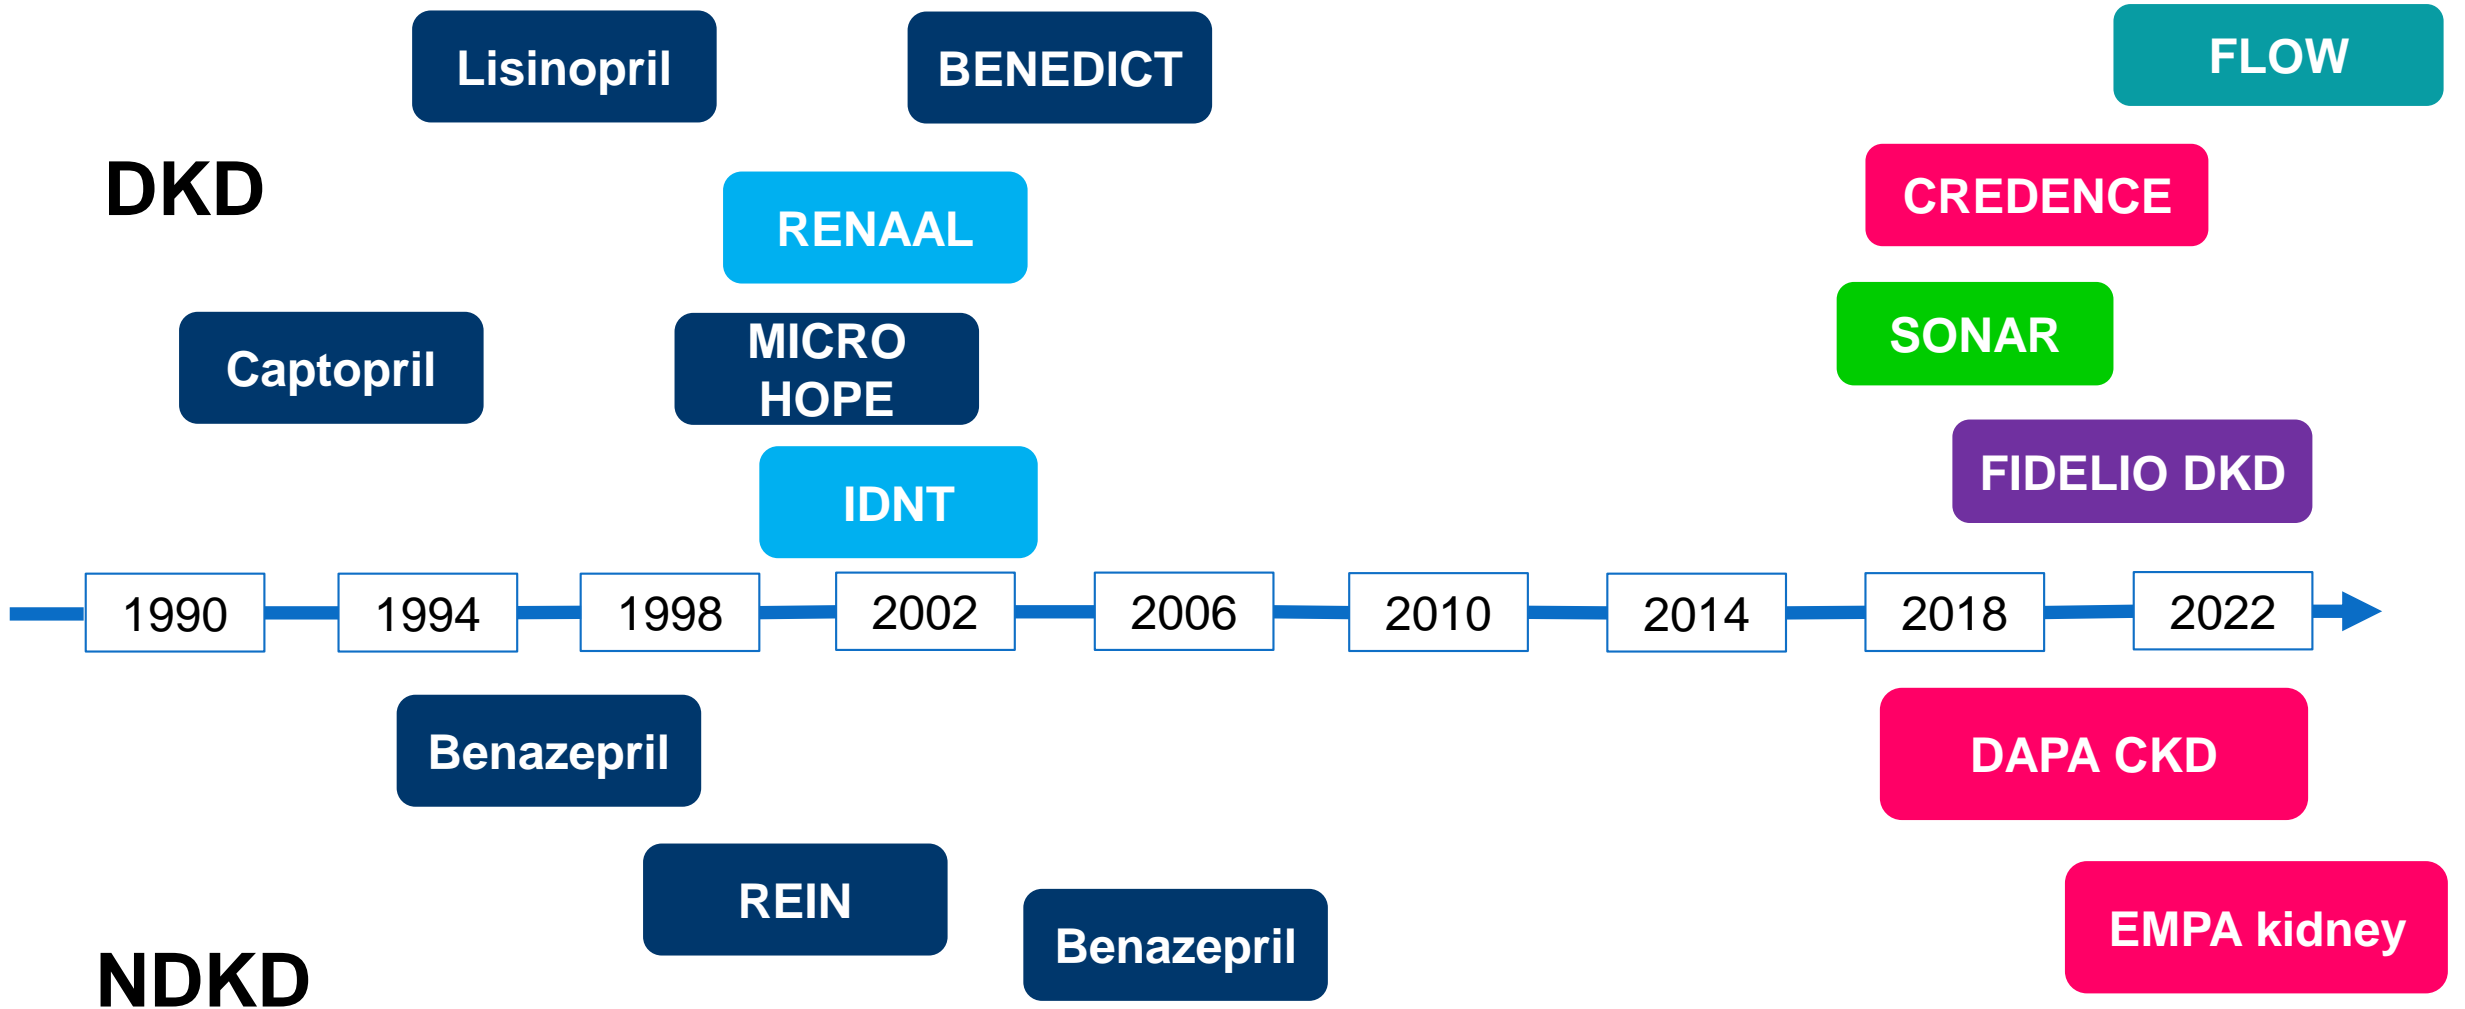 Lisinopril
BENEDICT
FLOW
DKD
CREDENCE
RENAAL
SONAR
Captopril
MICRO
HOPE
FIDELIO DKD
IDNT
1990
1994
1998
2002
2006
2010
2014
2018
2022
Benazepril
DAPA CKD
REIN
Benazepril
EMPA kidney
NDKD